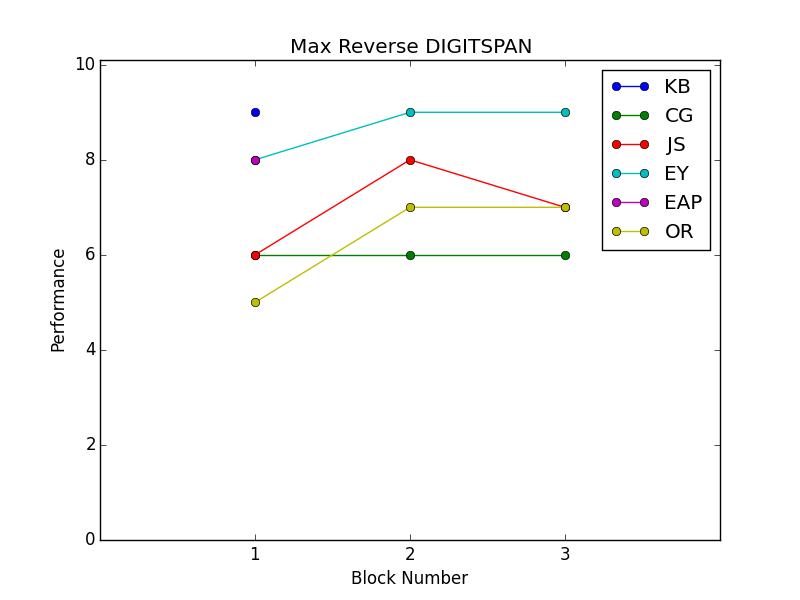 Max Reverse DIGITSPAN
10
8
6
4
2
0
Performance
1 2 3
Block Number
KB
CG
JS
EY
EAP
OR